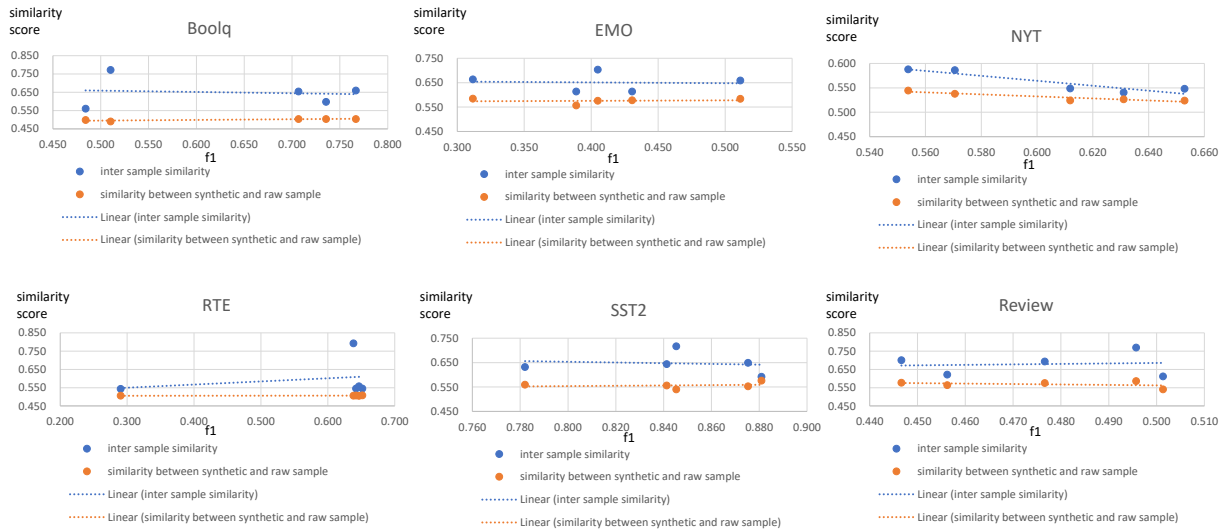 similarity
score
Boolq
0.850
0.750
0.650
0.550
0.450
0.450 0.500 0.550 0.600 0.650 0.700 0.750 0.800
f1
inter sample similarity
similarity between synthetic and raw sample
Linear (inter sample similarity)
Linear (similarity between synthetic and raw sample)
similarity
score
EMO
0.750
0.650
0.550
0.450
0.300 0.350 0.400 0.450 0.500 0.550
f1
inter sample similarity
similarity between synthetic and raw sample
Linear (inter sample similarity)
Linear (similarity between synthetic and raw sample)
similarity
score
NYT
0.600
0.550
0.500
0.450
0.540 0.560 0.580 0.600 0.620 0.640 0.660
f1
inter sample similarity
similarity between synthetic and raw sample
Linear (inter sample similarity)
Linear (similarity between synthetic and raw sample)
similarity
score
RTE
0.850
0.750
0.650
0.550
0.450
0.200 0.300 0.400 0.500 0.600 0.700
f1
inter sample similarity
similarity between synthetic and raw sample
Linear (inter sample similarity)
Linear (similarity between synthetic and raw sample)
similarity
score
SST2
0.750
0.650
0.550
0.450
0.760 0.780 0.800 0.820 0.840 0.860 0.880 0.900
f1
inter sample similarity
similarity between synthetic and raw sample
Linear (inter sample similarity)
Linear (similarity between synthetic and raw sample)
similarity
score
Review
0.850
0.750
0.650
0.550
0.450
0.440 0.450 0.460 0.470 0.480 0.490 0.500 0.510
f1
inter sample similarity
similarity between synthetic and raw sample
Linear (inter sample similarity)
Linear (similarity between synthetic and raw sample)